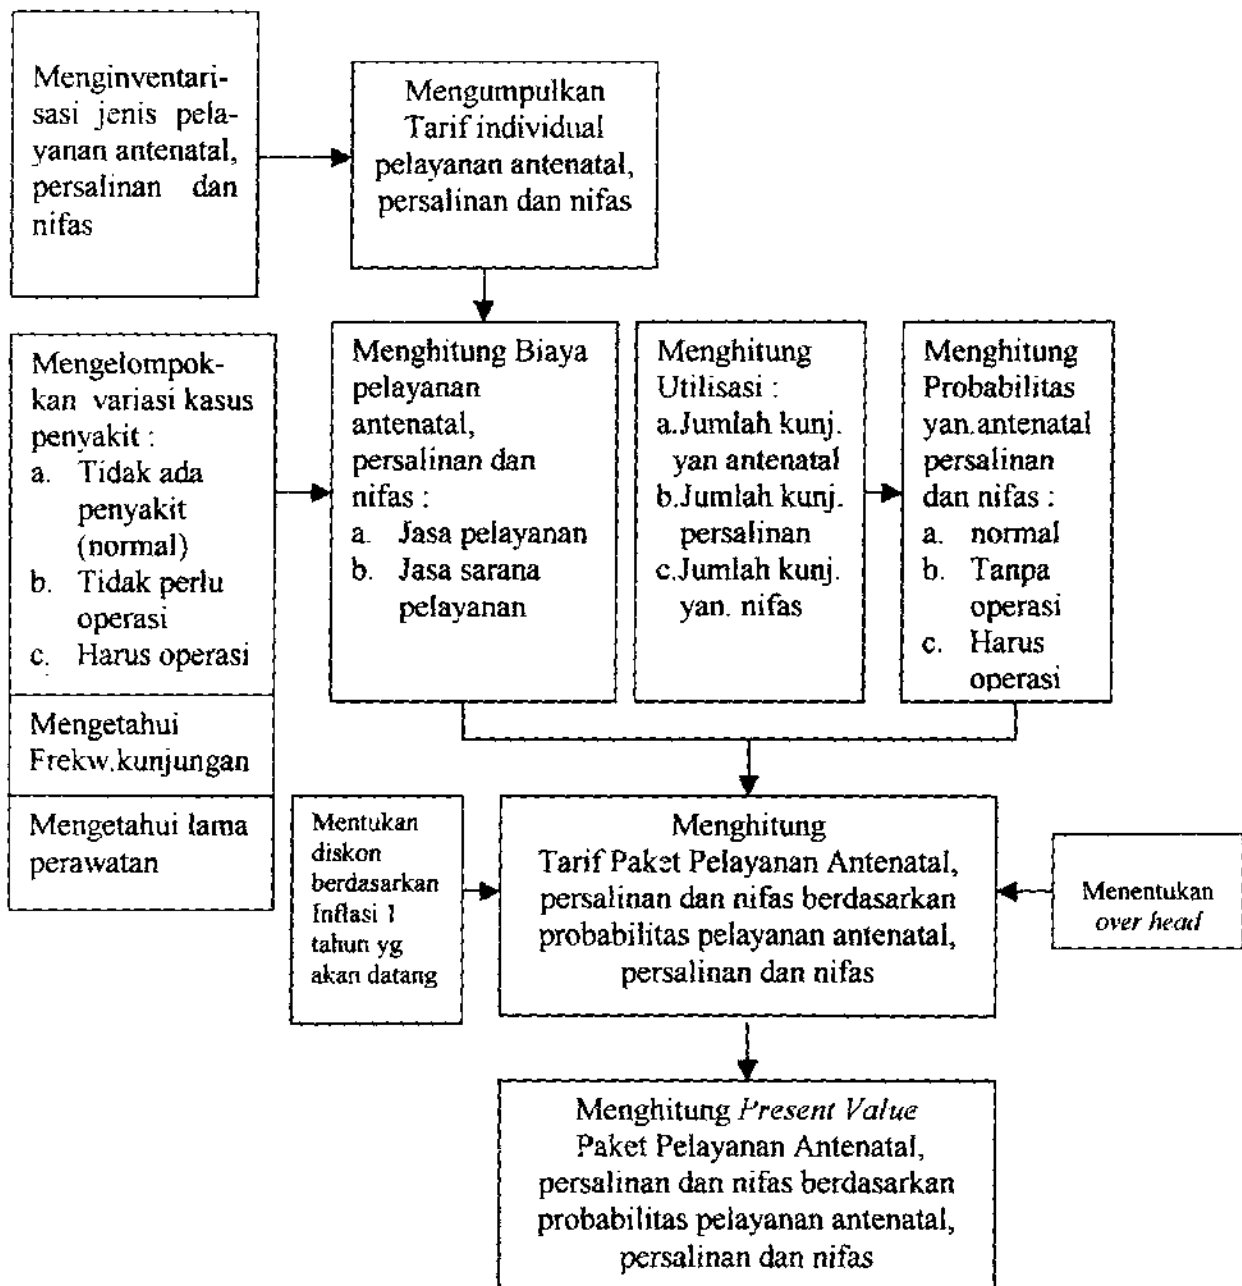 Menginventari-
sasi jenis pela-
yanan antenatal,
persalinan dan
nifas
Mengumpulkan
Tarif individual
pelayanan antenatal,
persalinan dan nifas
Mengelompok-
kan variasi kasus
penyakit :
a. Tidak ada
penyakit
(normal)
b. Tidak perlu
operasi
c. Harus operasi
Mengetahui
Frekw.kunjungan
Mengetahui lama
perawatan
Menghitung Biaya
pelayanan
antenatal,
persalinan dan
nifas :
a. Jasa pelayanan
b. Jasa sarana
pelayanan
Menghitung
Utilisasi :
a.Jumlah kunj.
yan antenatal
b.Jumlah kunj.
persalinan
c.Jumlah kunj.
yan. nifas
Menghitung
Probabilitas
yan.antenatal
persalinan
dan nifas :
a. normal
b. Tanpa
operasi
c. Harus
operasi
Mentukan
diskon
berdasarkan
Inflasi 1
tahun yg
akan datang
Menghitung
Tarif Paket Pelayanan Antenatal,
persalinan dan nifas berdasarkan
probabilitas pelayanan antenatal,
persalinan dan nifas
Menentukan
over head
Menghitung Present Value
Paket Pelayanan Antenatal,
persalinan dan nifas berdasarkan
probabilitas pelayanan antenatal,
persalinan dan nifas